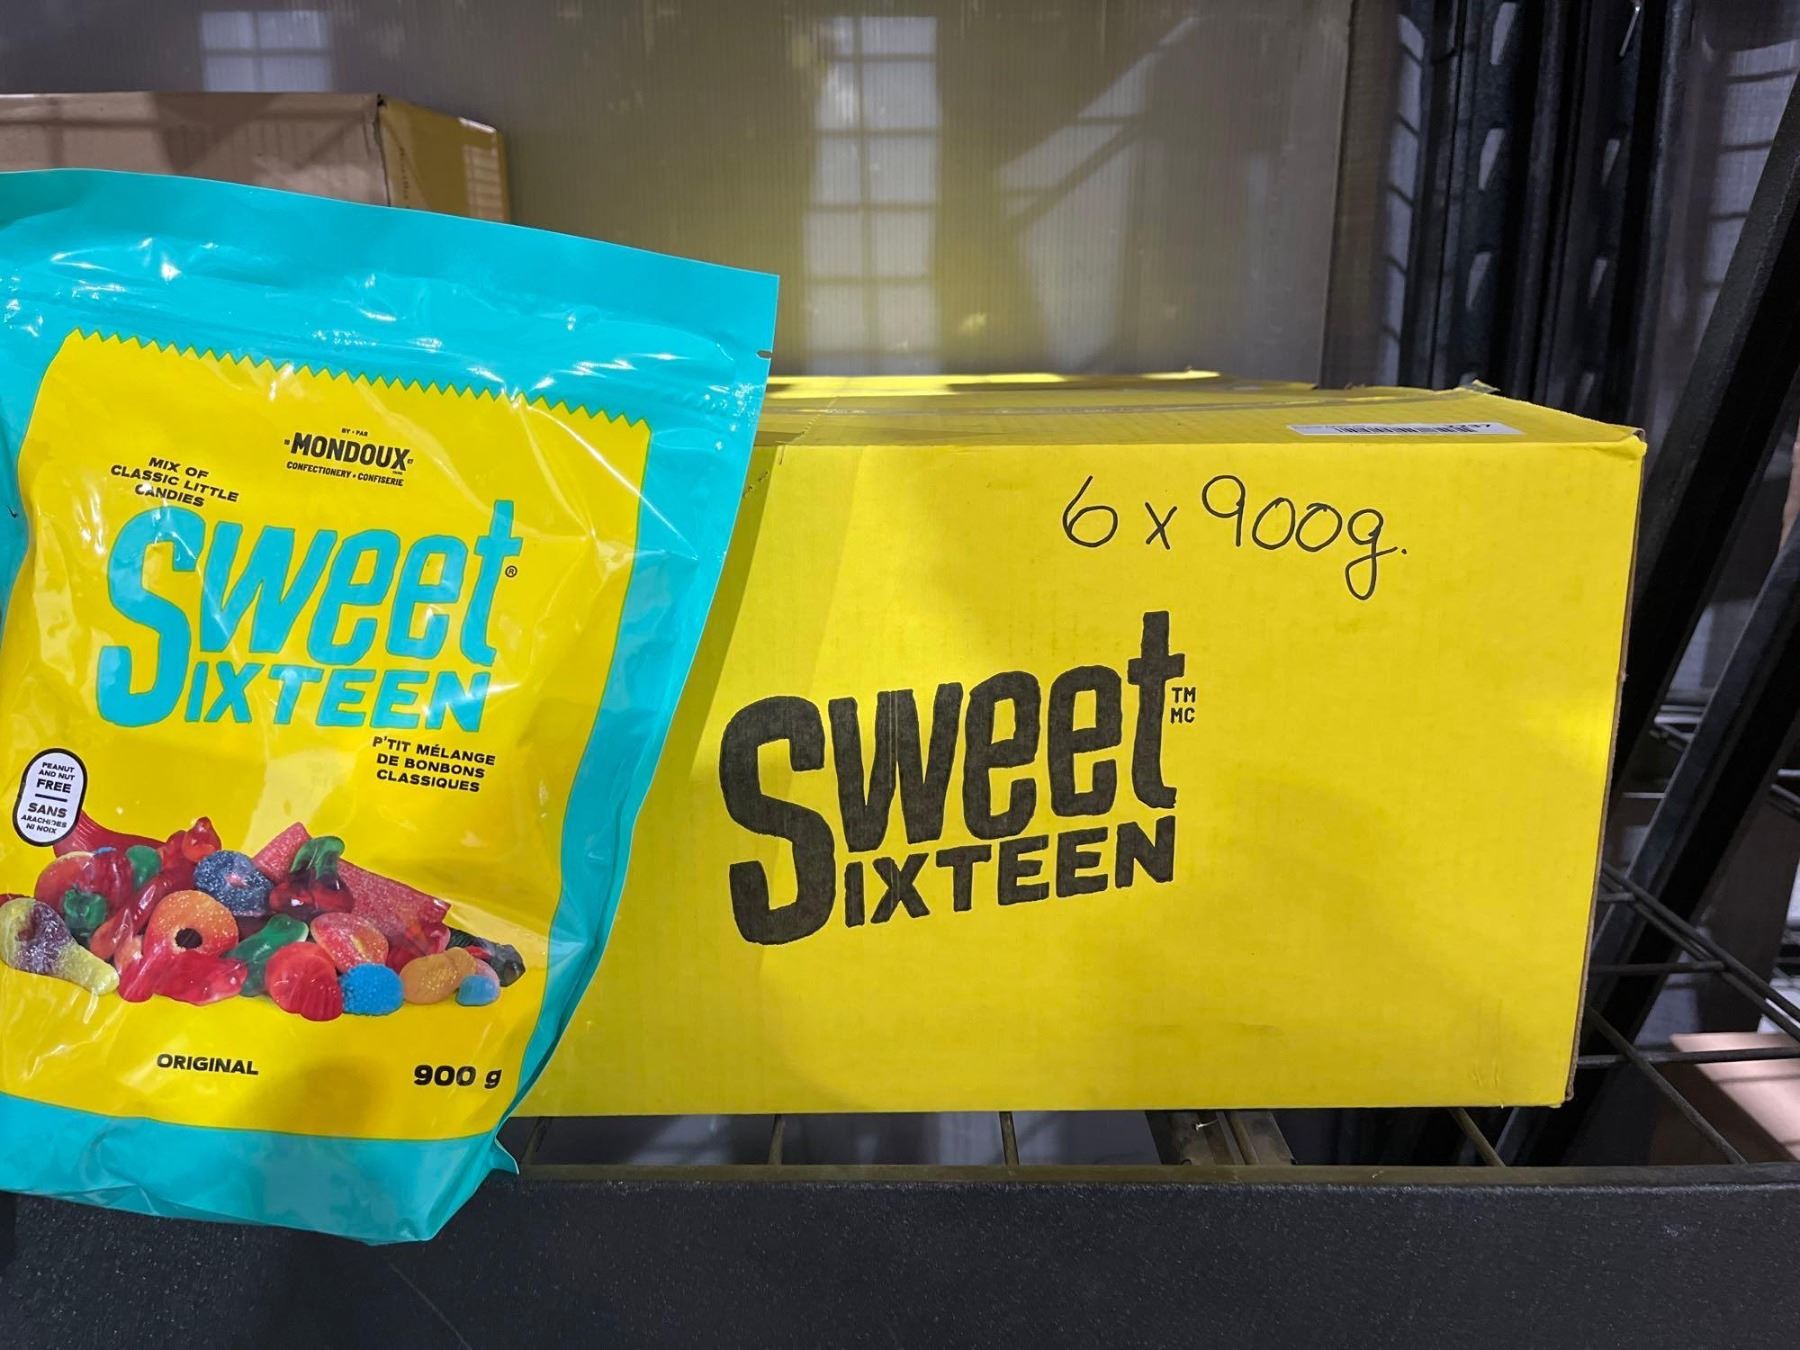 BY • PAR
MONDOUX
CONFECTIONERY • CONFISERIE
MIX OF
CLASSIC LITTLE
CANDIES
Sweet®
SIXTEEN
P'TIT MÉLANGE
DE BONBONS
CLASSIQUES
PEANUT
AND NUT
FREE
SANS
ARACHIDES
NI NOIX
ORIGINAL
900 g
6 x 900g.
Sweet
TM
MC
SIXTEEN